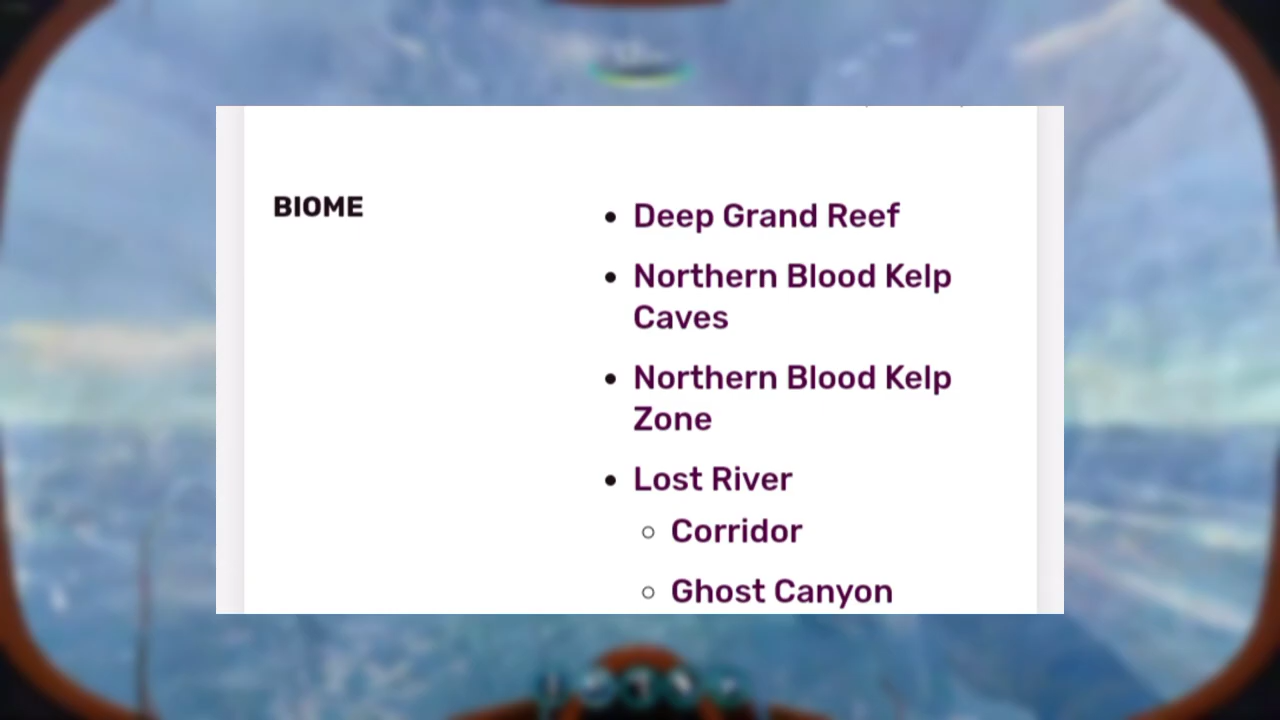 BIOME
Deep Grand Reef
Northern Blood Kelp
Caves
Northern Blood Kelp
Zone
Lost River
Corridor
Ghost Canyon